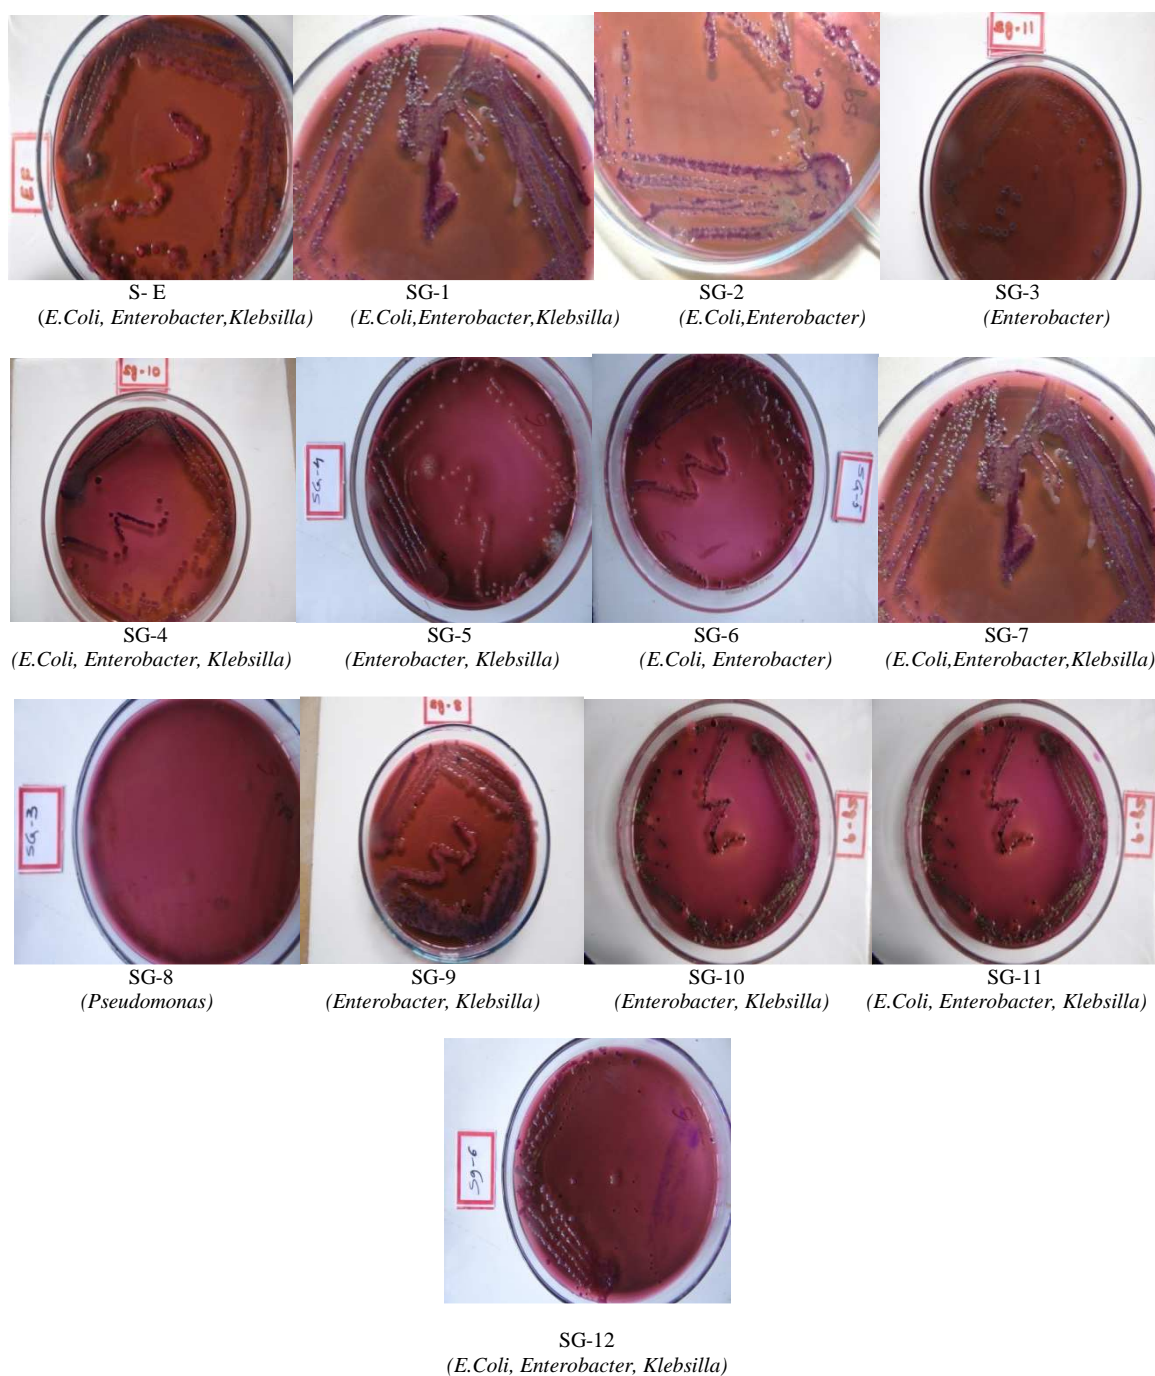 EF
sg-11
S- E
(E.Coli, Enterobacter,Klebsilla)
SG-1
(E.Coli,Enterobacter,Klebsilla)
SG-2
(E.Coli,Enterobacter)
SG-3
(Enterobacter)
sg-10
SG-4
SG-5
SG-4
(E.Coli, Enterobacter, Klebsilla)
SG-5
(Enterobacter, Klebsilla)
SG-6
(E.Coli, Enterobacter)
SG-7
(E.Coli,Enterobacter,Klebsilla)
SG-3
SG-8
(Pseudomonas)
SG-9
(Enterobacter, Klebsilla)
SG-10
(Enterobacter, Klebsilla)
SG-11
(E.Coli, Enterobacter, Klebsilla)
Sg-6
SG-12
(E.Coli, Enterobacter, Klebsilla)